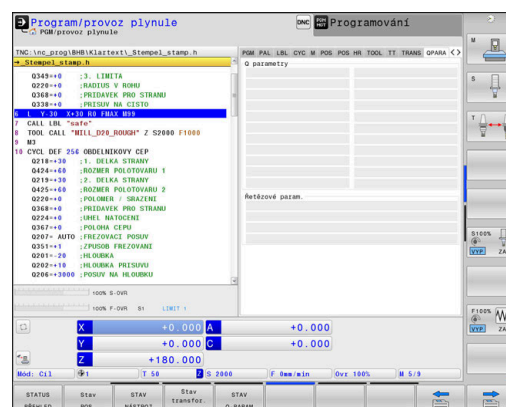 Program/provoz plynule
PGM/provoz plynule
DNC
Programování
TNC:\nc_prog\BHB\Klartext\_Stempel_stamp.h
→_Stempel_stamp.h
Q349=+0 ;3. LIMITA
Q220=+0 ;RADIUS V ROHU
Q368=+0 ;PRIDAVEK PRO STRANU
Q338=+0 ;PRISUV NA CISTO
6 L Y-30 X+30 R0 FMAX M99
7 CALL LBL "safe"
8 TOOL CALL "MILL_D20_ROUGH" Z S2000 F1000
9 M3
10 CYCL DEF 256 OBDELNIKOVY CEP
Q218=+30 ;1. DELKA STRANY
Q424=+60 ;ROZMER POLOTOVARU 1
Q219=+30 ;2. DELKA STRANY
Q425=+60 ;ROZMER POLOTOVARU 2
Q220=+0 ;POLOMER / SRAZENI
Q368=+0 ;PRIDAVEK PRO STRANU
Q224=+0 ;UHEL NATOCENI
Q367=+0 ;POLOHA CEPU
Q207= AUTO ;FREZOVACI POSUV
Q351=+1 ;ZPUSOB FREZOVANI
Q201=-20 ;HLOUBKA
Q202=+10 ;HLOUBKA PRISUVU
Q206=+3000 ;POSUV NA HLOUBKU
PGM PAL LBL CYC M POS POS HR TOOL TT TRANS QPARA
Q parametry
Řetězové param.
100% S-OVR
100% F-OVR S1 LIMIT 1
X +0.000 A +0.000
Y +0.000 C +0.000
Z +180.000
Mód: Cíl 1 T 50 Z S 2000 F 0mm/min Ovr 100% M 5/9
STATUS
PŘEHLED
Stav
POS.
STAV
NÁSTROJ
Stav
transfor.
STAV
Q PARAM
M
S
T
S100%
VYP ZA
F100%
VYP ZA